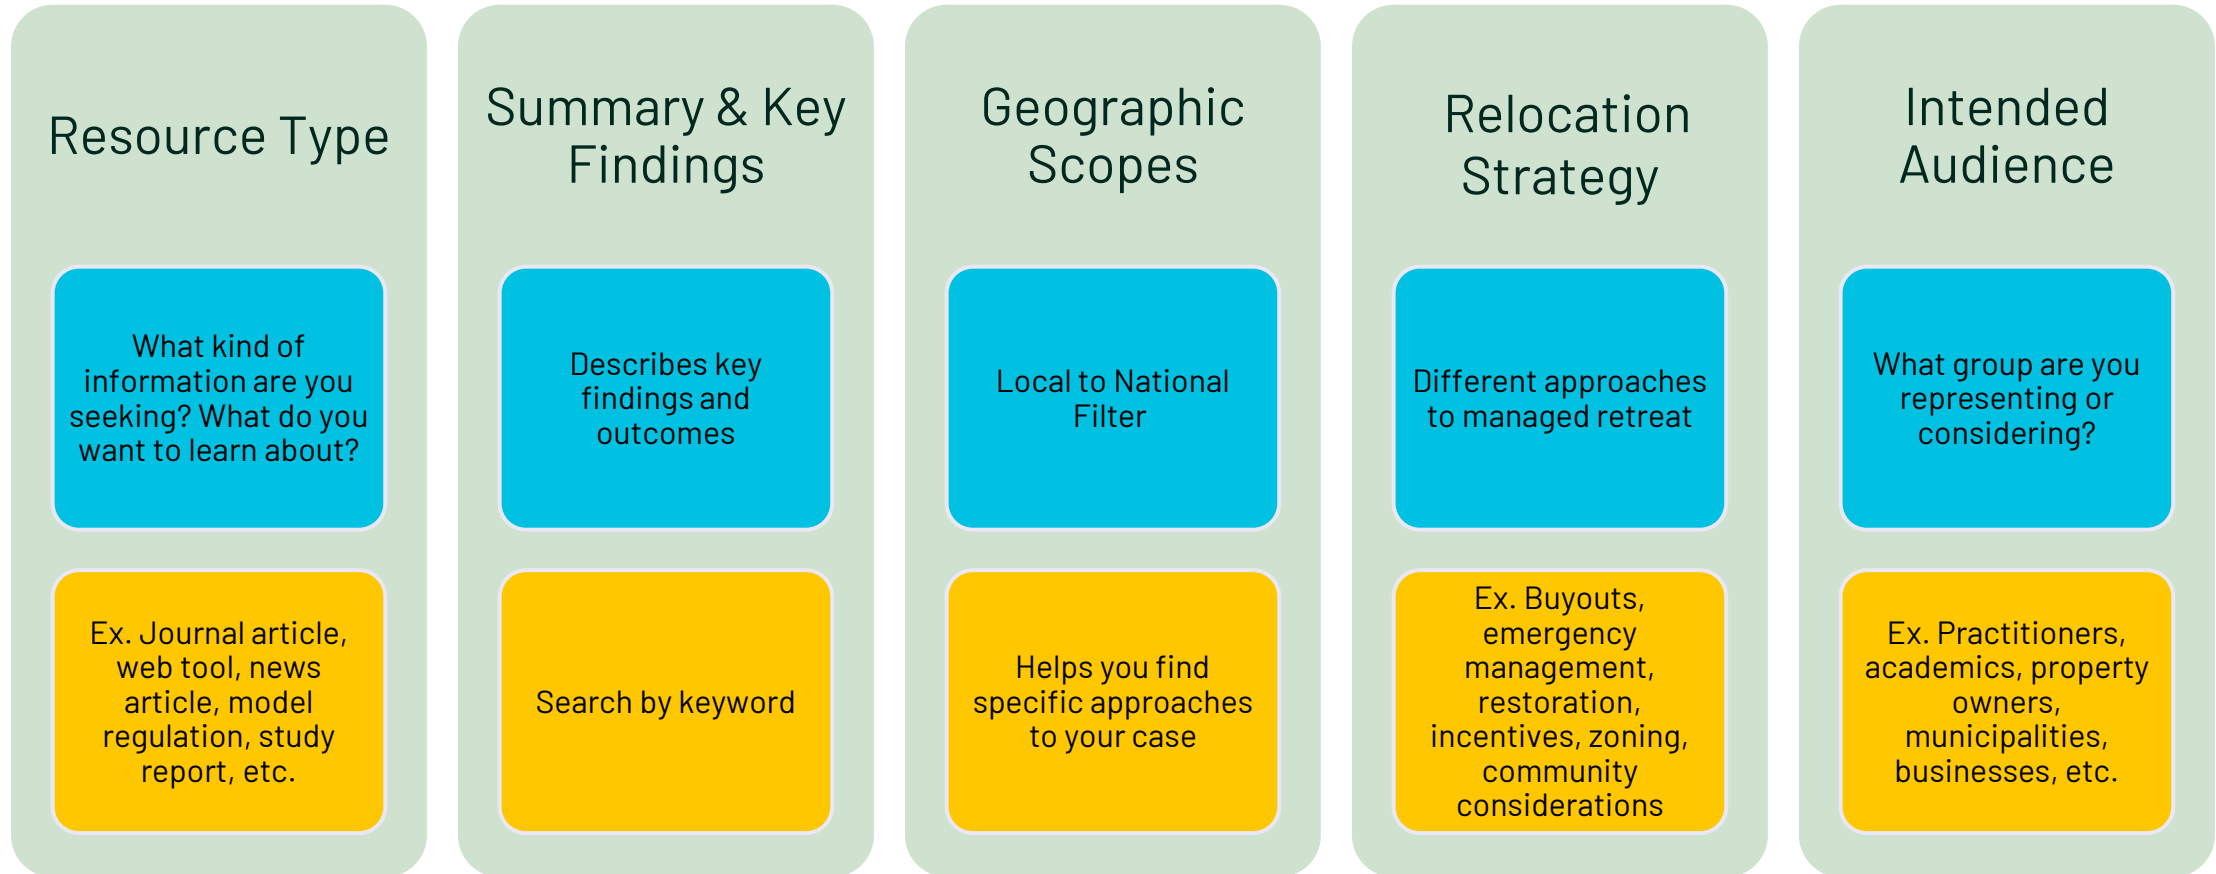 Resource Type
What kind of
information are you
seeking? What do you
want to learn about?
Ex. Journal article,
web tool, news
article, model
regulation, study
report, etc.
Summary & Key
Findings
Describes key
findings and
outcomes
Search by keyword
Geographic
Scopes
Local to National
Filter
Helps you find
specific approaches
to your case
Relocation
Strategy
Different approaches
to managed retreat
Ex. Buyouts,
emergency
management,
restoration,
incentives, zoning,
community
considerations
Intended
Audience
What group are you
representing or
considering?
Ex. Practitioners,
academics, property
owners,
municipalities,
businesses, etc.